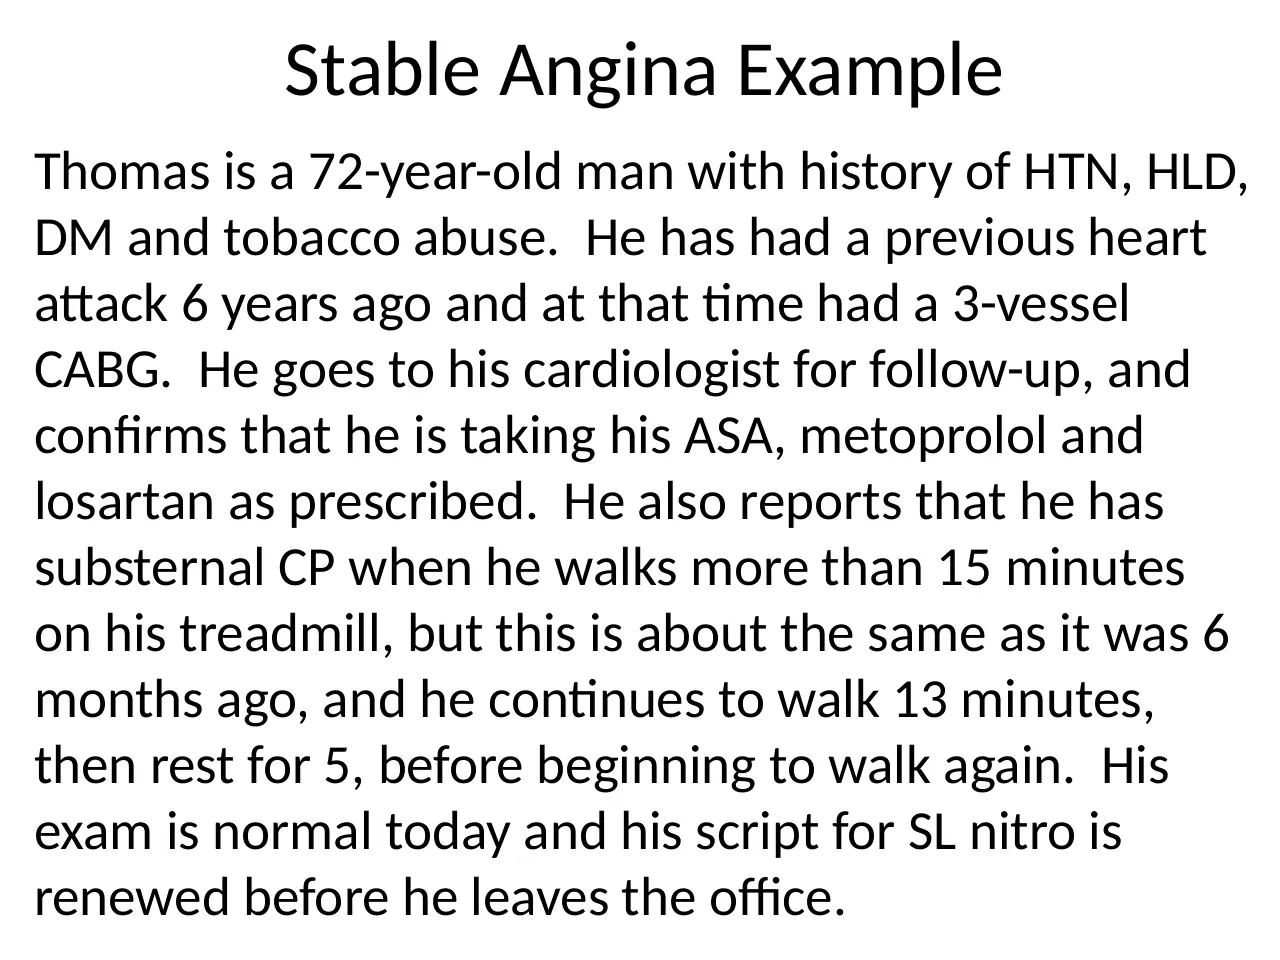 Stable Angina Example
Thomas is a 72-year-old man with history of HTN, HLD,
DM and tobacco abuse.  He has had a previous heart
attack 6 years ago and at that time had a 3-vessel
CABG.  He goes to his cardiologist for follow-up, and
confirms that he is taking his ASA, metoprolol and
losartan as prescribed.  He also reports that he has
substernal CP when he walks more than 15 minutes
on his treadmill, but this is about the same as it was 6
months ago, and he continues to walk 13 minutes,
then rest for 5, before beginning to walk again.  His
exam is normal today and his script for SL nitro is
renewed before he leaves the office.